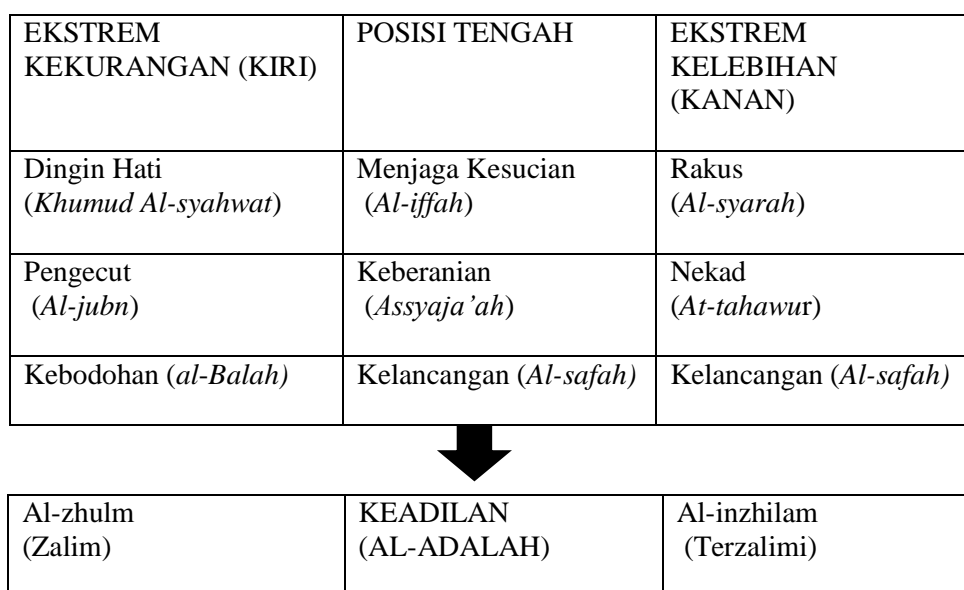 EKSTREM
KEKURANGAN (KIRI)
POSISI TENGAH
EKSTREM
KELEBIHAN
(KANAN)
Dingin Hati
(Khumud Al-syahwat)
Menjaga Kesucian
(Al-iffah)
Rakus
(Al-syarah)
Pengecut
(Al-jubn)
Keberanian
(Assyaja’ah)
Nekad
(At-tahawur)
Kebodohan (al-Balah)
Kelancangan (Al-safah)
Kelancangan (Al-safah)
Al-zhulm
(Zalim)
KEADILAN
(AL-ADALAH)
Al-inzhilam
(Terzalimi)